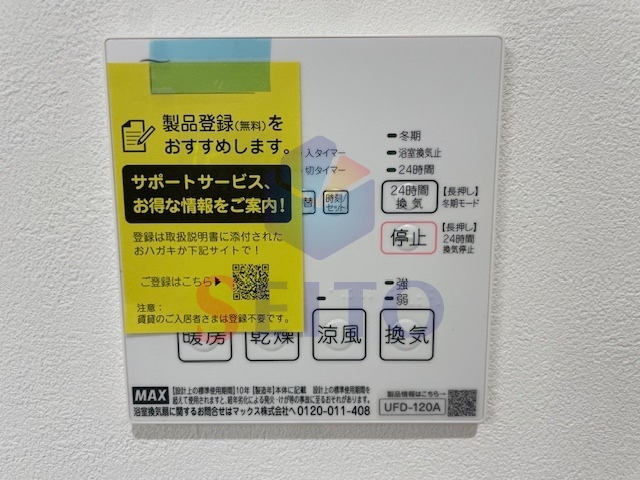 製品登録(無料)を
おすすめします。
サポートサービス、
お得な情報をご案内!
登録は取扱説明書に添付された
おハガキか下記サイトで!
ご登録はこちら▶
注意:
賃貸のご入居者さまは登録不要です。
入タイマー
切タイマー
替
時刻/
セット
冬期
浴室換気止
24時間
24時間
換気
【長押し】
冬期モード
停止
【長押し】
24時間
換気停止
強
弱
SEITO
暖房
乾燥
涼風
換気
MAX
【設計上の標準使用期間】10年【製造年】本体に記載 設計上の標準使用期間を
超えて使用されますと、経年劣化による発火・けが等の事故に至るおそれがあります。
浴室換気扇に関するお問合せはマックス株式会社へ 0120-011-408
製品情報はこちら→
UFD-120A